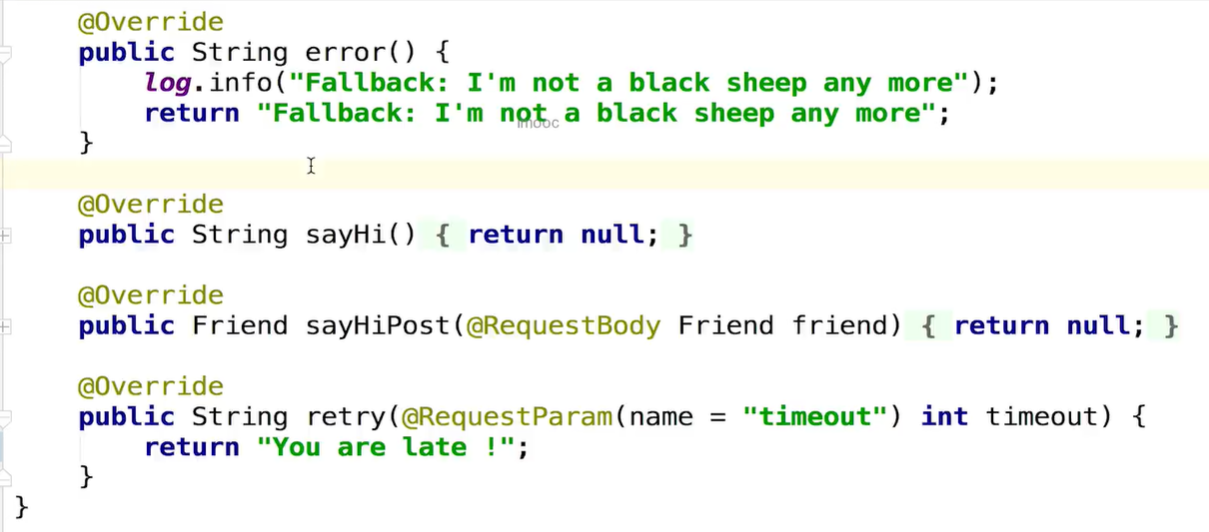 @Override
public String error() {
log.info("Fallback: I'm not a black sheep any more");
return "Fallback: I'm not a black sheep any more";
imooc
}
@Override
public String sayHi() { return null; }
@Override
public Friend sayHiPost(@RequestBody Friend friend) { return null; }
@Override
public String retry(@RequestParam(name = "timeout") int timeout) {
return "You are late !";
}
}